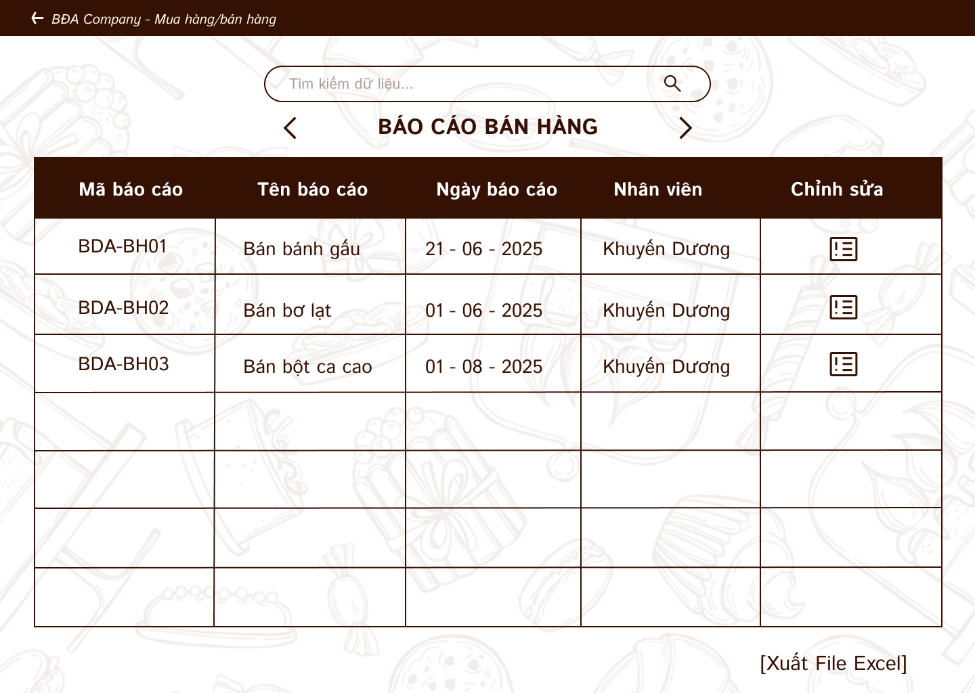 BĐA Company - Mua hàng/bán hàng
Tìm kiếm dữ liệu...
BÁO CÁO BÁN HÀNG
Mã báo cáo Tên báo cáo Ngày báo cáo Nhân viên Chỉnh sửa
BDA-BH01 Bán bánh gấu 21 - 06 - 2025 Khuyến Dương
BDA-BH02 Bán bơ lạt 01 - 06 - 2025 Khuyến Dương
BDA-BH03 Bán bột ca cao 01 - 08 - 2025 Khuyến Dương
[Xuất File Excel]